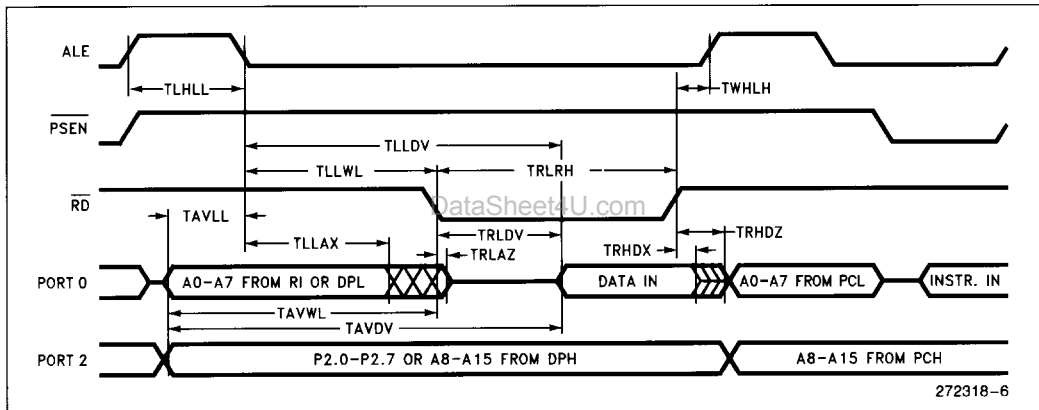 ALE
TLHLL
TWHLH
PSEN
TLLDV
TLLWL
TRLRH
RD
DataSheet4U.com
TAVLL
TRLDV
TRHDZ
TLLAX
TRLAZ
TRHDX
PORT 0
A0-A7 FROM RI OR DPL
DATA IN
A0-A7 FROM PCL
INSTR. IN
TAVWL
TAVDV
PORT 2
P2.0-P2.7 OR A8-A15 FROM DPH
A8-A15 FROM PCH
272318-6